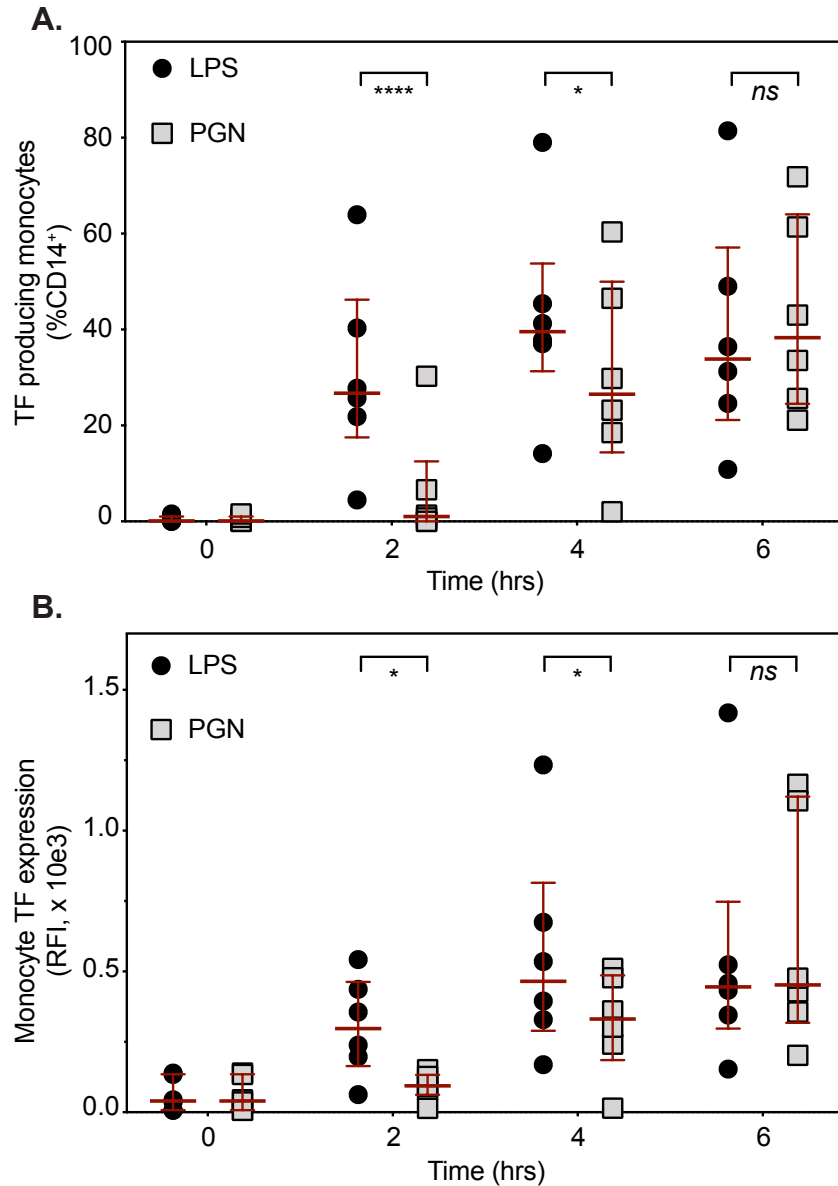 A.
TF producing monocytes
(%CD14⁺)
100
80
60
40
20
0
LPS
PGN
****
*
ns
0 2 4 6
Time (hrs)
B.
Monocyte TF expression
(RFI, x 10e3)
1.5
1.0
0.5
0.0
LPS
PGN
*
*
ns
0 2 4 6
Time (hrs)